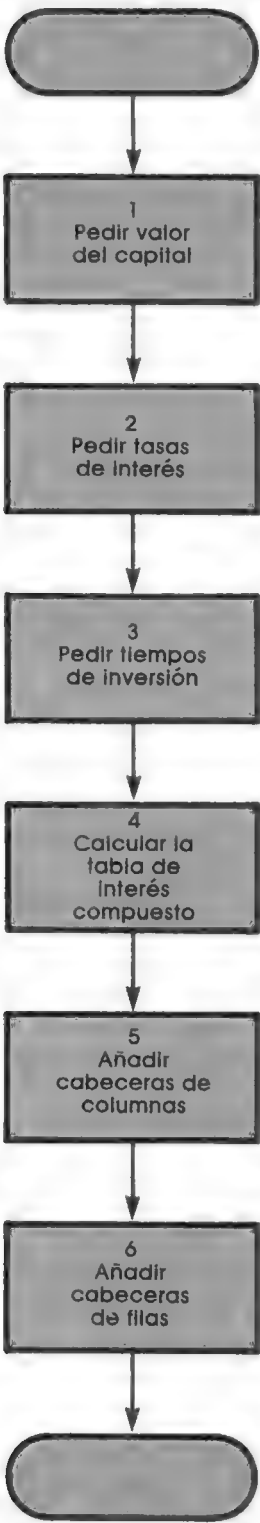 1
Pedir valor
del capital
2
Pedir tasas
de interés
3
Pedir tiempos
de inversión
4
Calcular la
tabla de
interés
compuesto
5
Añadir
cabeceras de
columnas
6
Añadir
cabeceras
de filas